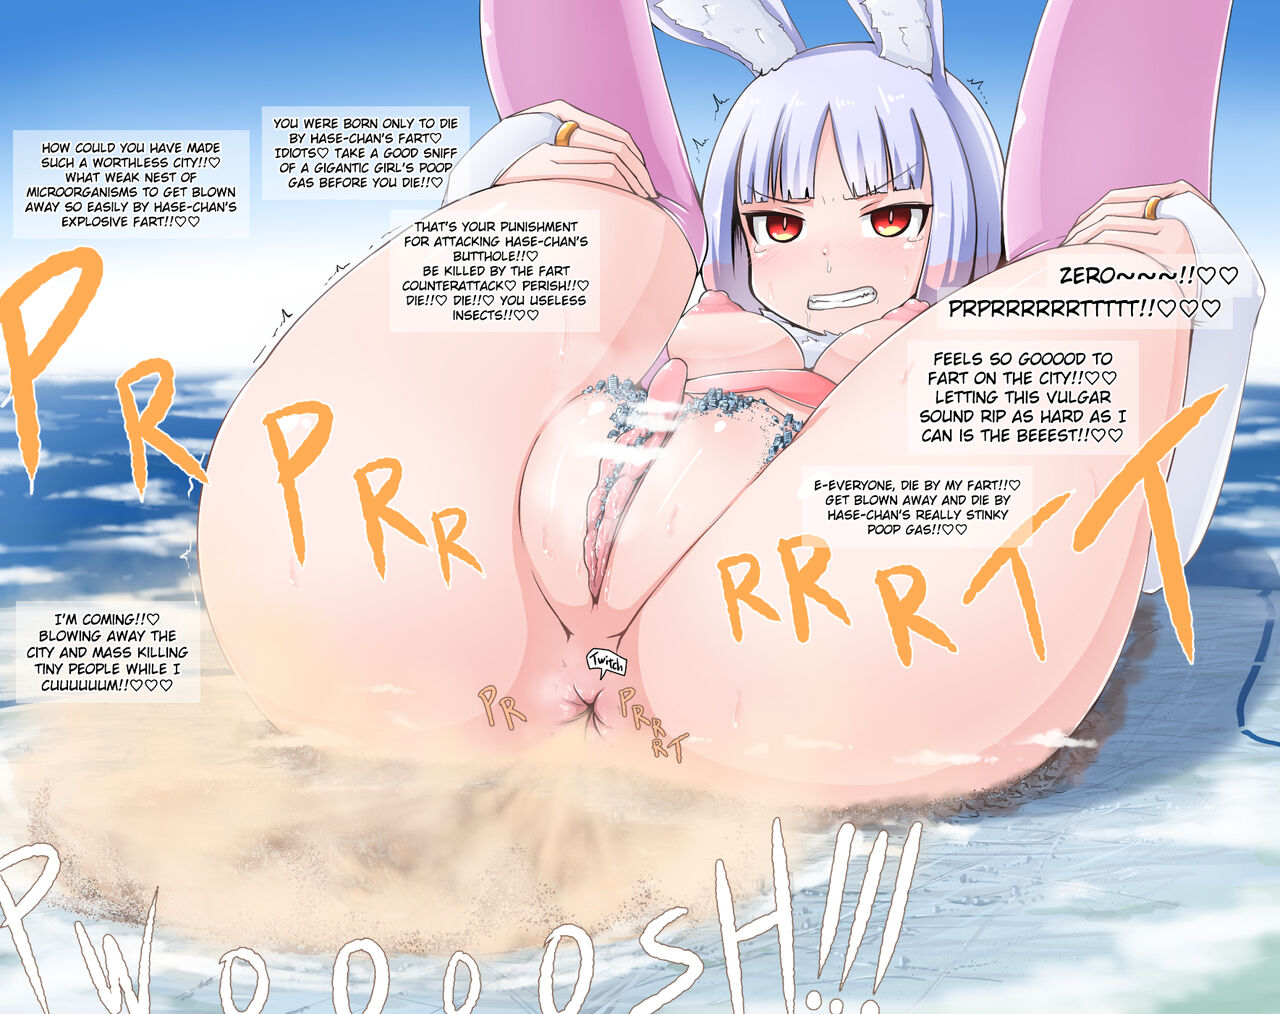 HOW COULD YOU HAVE MADE
SUCH A WORTHLESS CITY!!♡
WHAT WEAK NEST OF
MICROORGANISMS TO GET BLOWN
AWAY SO EASILY BY HASE-CHAN'S
EXPLOSIVE FART!!♡♡
YOU WERE BORN ONLY TO DIE
BY HASE-CHAN'S FART♡
IDIOTS♡ TAKE A GOOD SNIFF
OF A GIGANTIC GIRL'S POOP
GAS BEFORE YOU DIE!!♡
THAT'S YOUR PUNISHMENT
FOR ATTACKING HASE-CHAN'S
BUTTHOLE!!♡
BE KILLED BY THE FART
COUNTERATTACK♡ PERISH!!♡
DIE!!♡ DIE!!♡ YOU USELESS
INSECTS!!♡♡
ZERO~~~!!♡♡
PRPRRRRRRTTTTT!!♡♡♡
FEELS SO GOOOOD TO
FART ON THE CITY!!♡♡
LETTING THIS VULGAR
SOUND RIP AS HARD AS I
CAN IS THE BEEEST!!♡♡
E-EVERYONE, DIE BY MY FART!!♡
GET BLOWN AWAY AND DIE BY
HASE-CHAN'S REALLY STINKY
POOP GAS!!♡♡
PR PRRR RRRRTT
I'M COMING!!♡
BLOWING AWAY THE
CITY AND MASS KILLING
TINY PEOPLE WHILE I
CUUUUUUM!!♡♡♡
Twitch
PR PRRRT
PWOOOOSH!!!